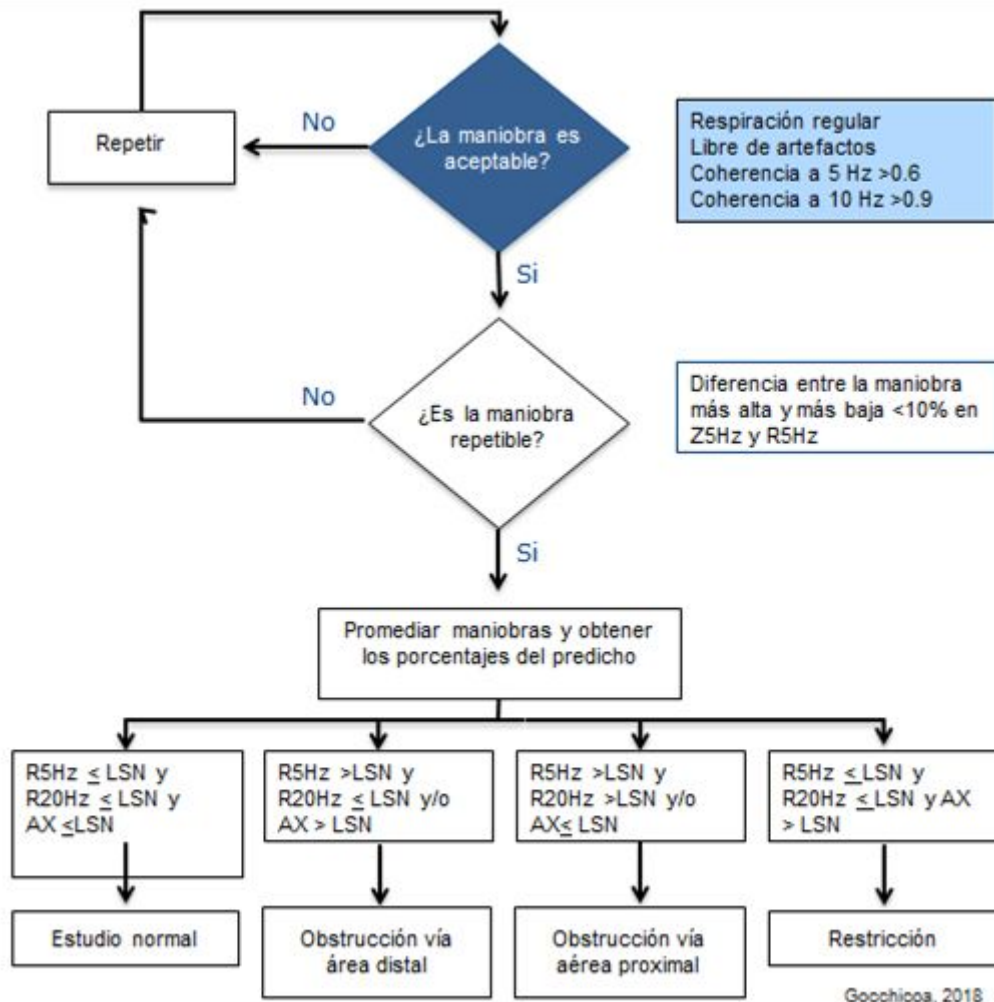 ¿La maniobra es
aceptable?
No
Repetir
Respiración regular
Libre de artefactos
Coherencia a 5 Hz >0.6
Coherencia a 10 Hz >0.9
Si
¿Es la maniobra
repetible?
No
Diferencia entre la maniobra
más alta y más baja <10% en
Z5Hz y R5Hz
Si
Promediar maniobras y obtener
los porcentajes del predicho
R5Hz ≤ LSN y
R20Hz ≤ LSN y
AX ≤LSN
R5Hz >LSN y
R20Hz ≤ LSN y/o
AX > LSN
R5Hz >LSN y
R20Hz >LSN y/o
AX≤ LSN
R5Hz ≤ LSN y
R20Hz ≤ LSN y AX
> LSN
Estudio normal
Obstrucción vía
área distal
Obstrucción vía
aérea proximal
Restricción
Gocchicoa, 2018